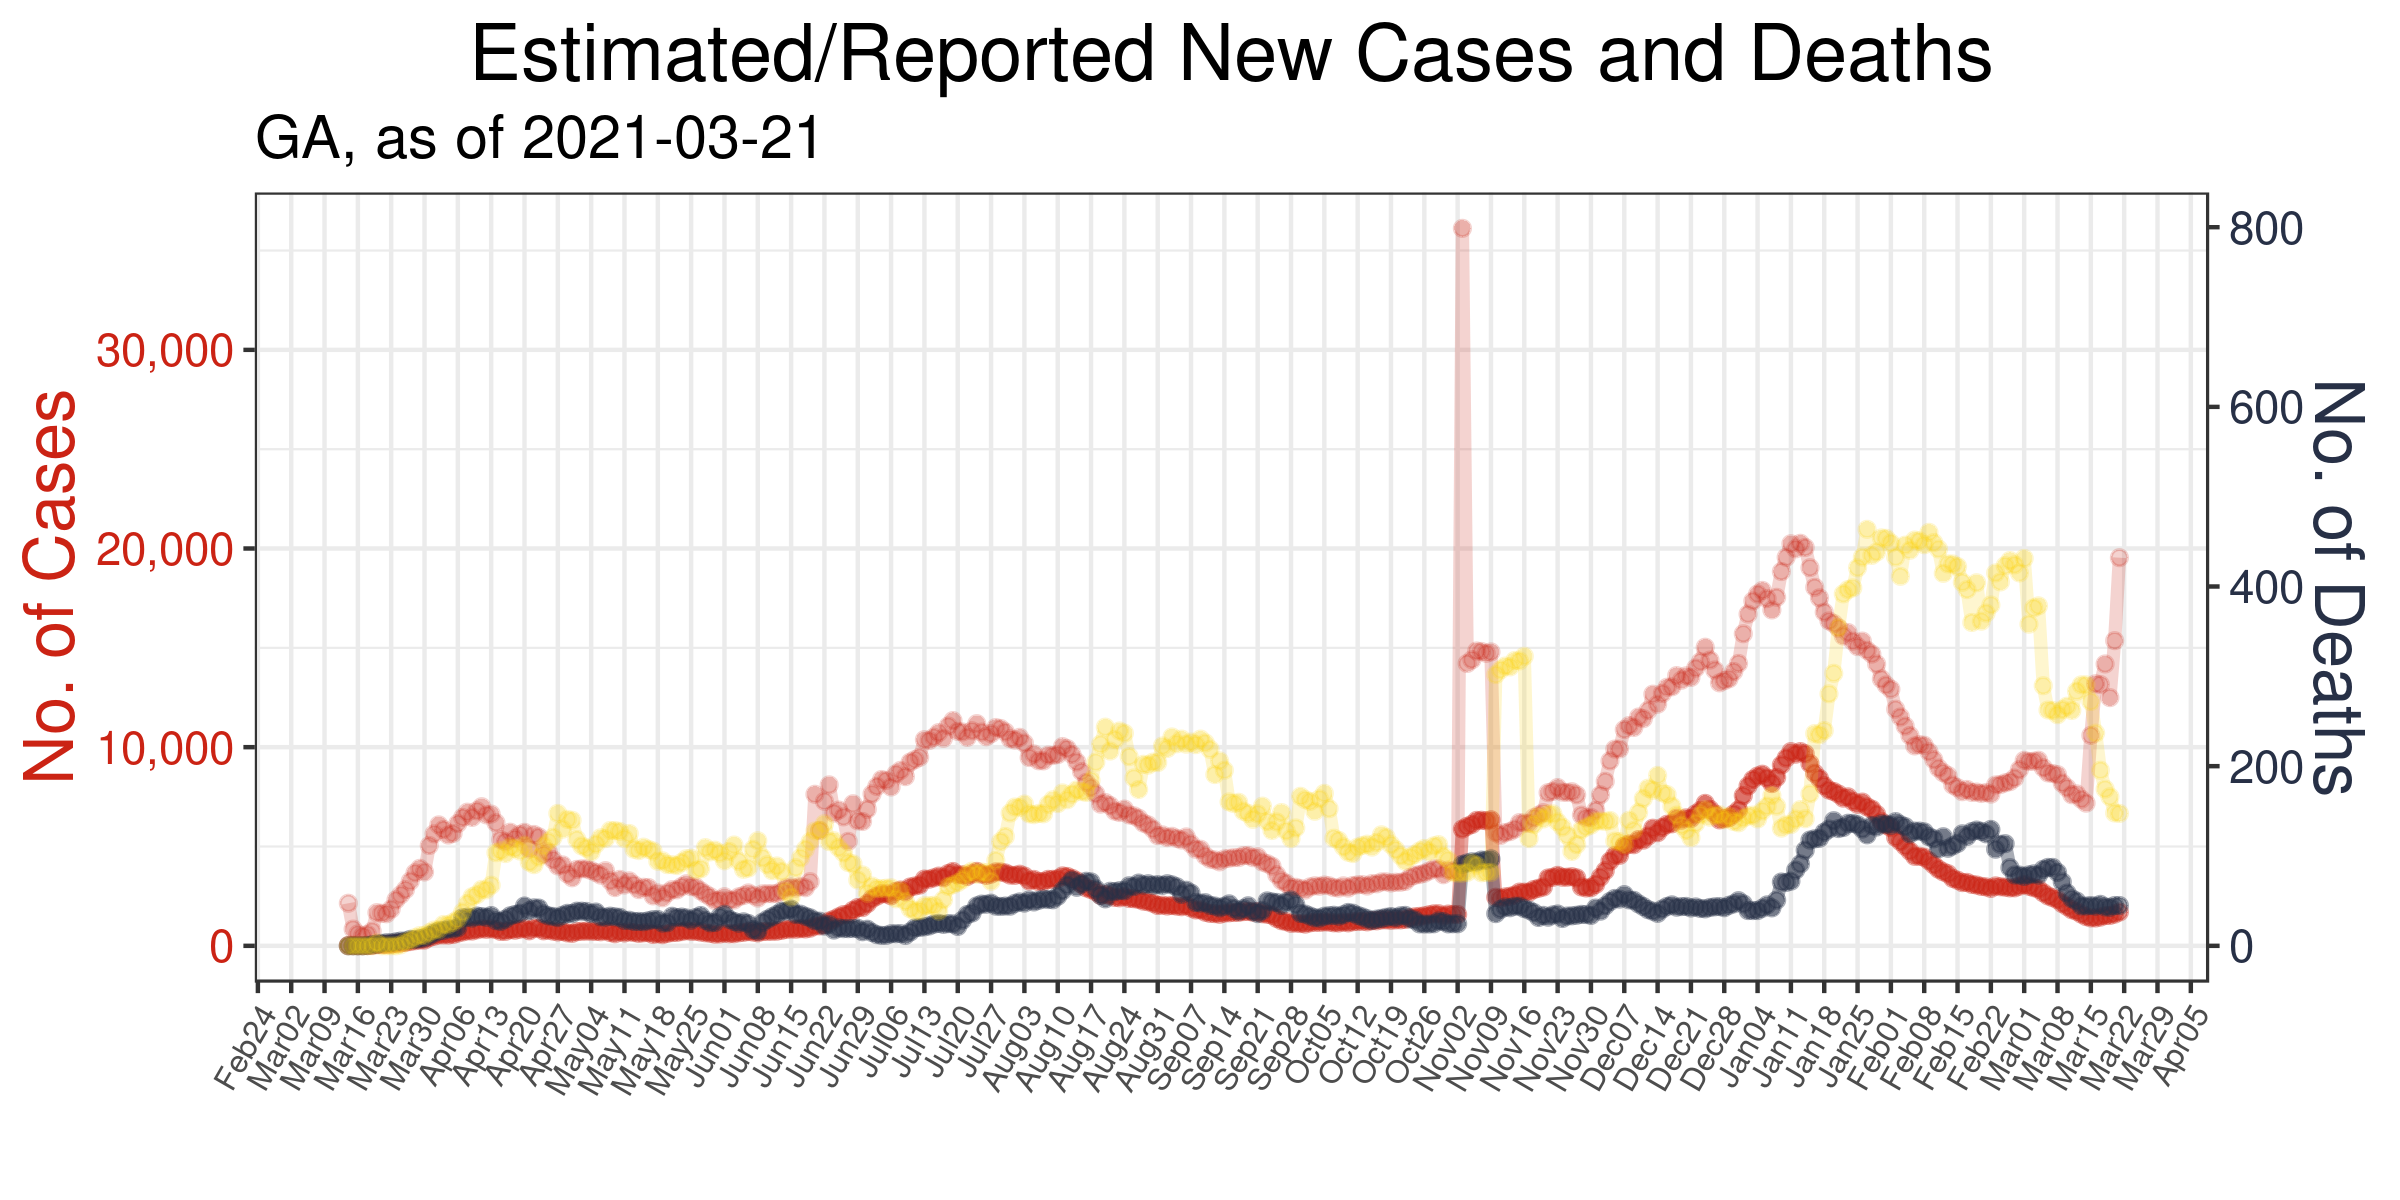 Estimated/Reported New Cases and Deaths
GA, as of 2021-03-21
No. of Cases
30,000
20,000
10,000
0
800
600
400
200
0
No. of Deaths
Feb24
Mar02
Mar09
Mar16
Mar23
Mar30
Apr06
Apr13
Apr20
Apr27
May04
May11
May18
May25
Jun01
Jun08
Jun15
Jun22
Jun29
Jul06
Jul13
Jul20
Jul27
Aug03
Aug10
Aug17
Aug24
Aug31
Sep07
Sep14
Sep21
Sep28
Oct05
Oct12
Oct19
Oct26
Nov02
Nov09
Nov16
Nov23
Nov30
Dec07
Dec14
Dec21
Dec28
Jan04
Jan11
Jan18
Jan25
Feb01
Feb08
Feb15
Feb22
Mar01
Mar08
Mar15
Mar22
Mar29
Apr05